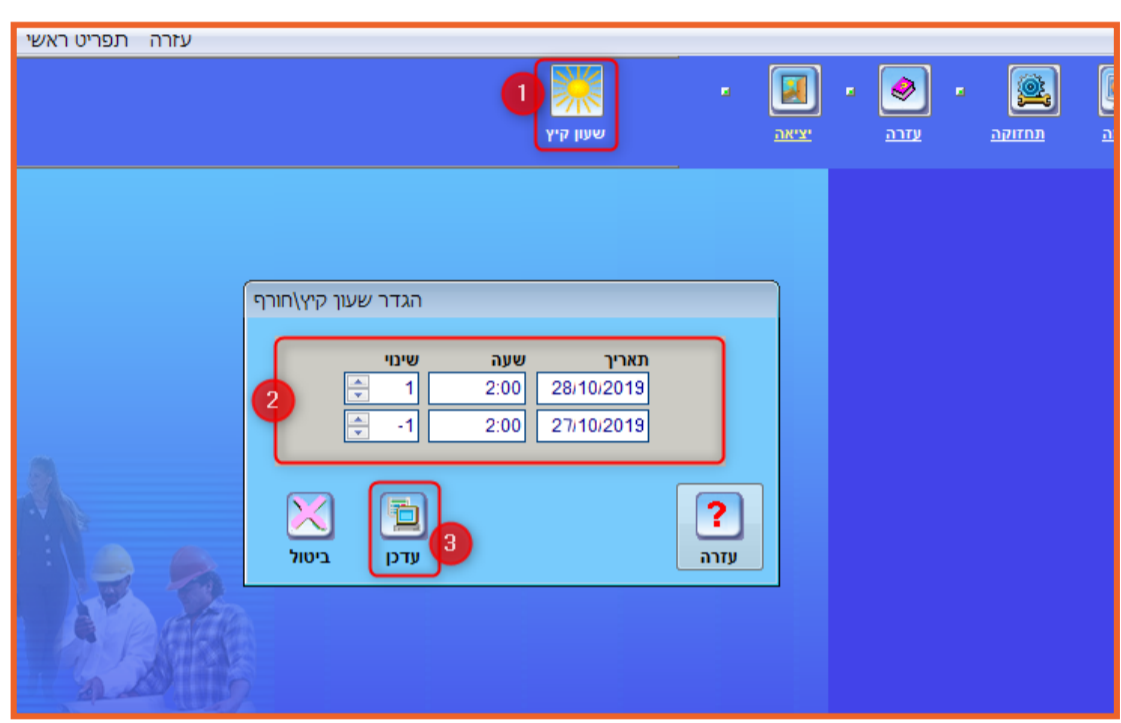 עזרה   תפריט ראשי
1
שעון קיץ
יציאה
עזרה
תחזוקה
הגדר שעון קיץ\חורף
תאריך שעה שינוי
28/10/2019 2:00 1
27/10/2019 2:00 -1
2
?
3
עזרה עדכן ביטול